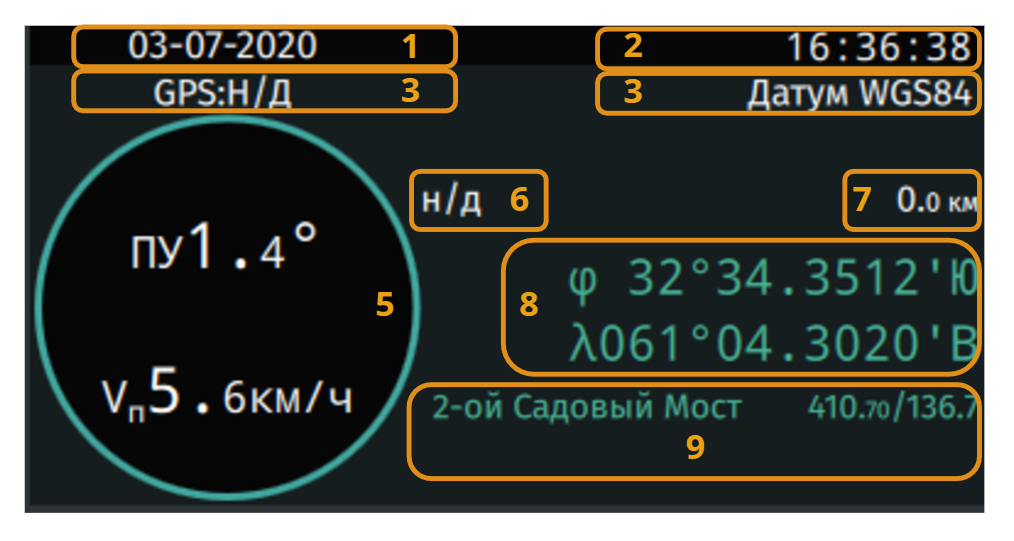 03-07-2020 1 2 16:36:38
GPS:Н/Д 3 3 Датум WGS84
н/д 6 7 0.0 км
ПУ1.4°
8 φ 32°34.3512'Ю
5
λ061°04.3020'В
Vп5.6км/ч
2-ой Садовый Мост 410.70/136.7
9